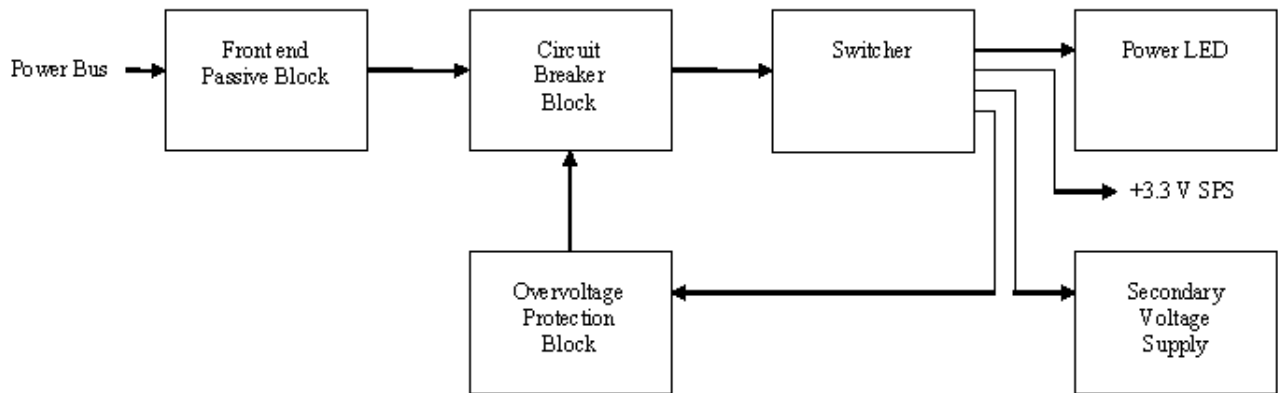 Power Bus
Front end
Passive Block
Circuit
Breaker
Block
Switcher
Power LED
+3.3 V SPS
Overvoltage
Protection
Block
Secondary
Voltage
Supply